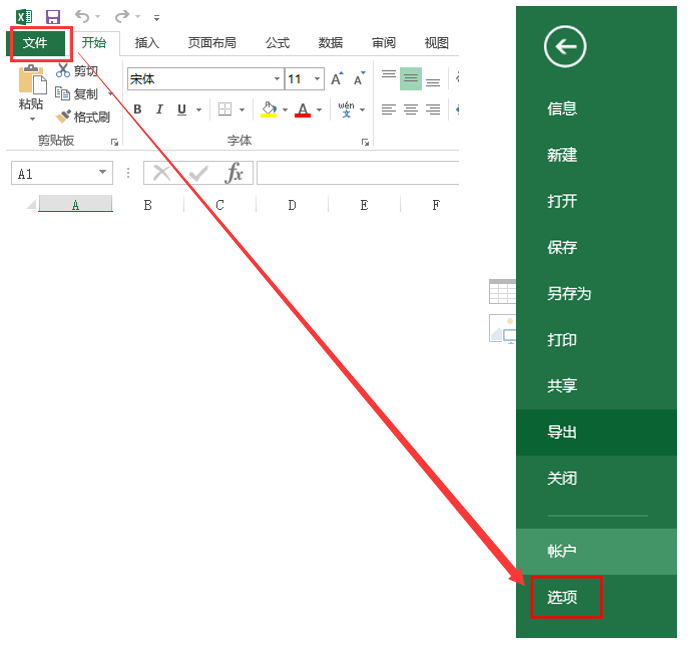 文件 开始 插入 页面布局 公式 数据 审阅 视图
剪切
复制
粘贴
格式刷
宋体 11 A A
B I U A wén 文
剪贴板 字体
A1 fx
A B C D E F
信息
新建
打开
保存
另存为
打印
共享
导出
关闭
帐户
选项